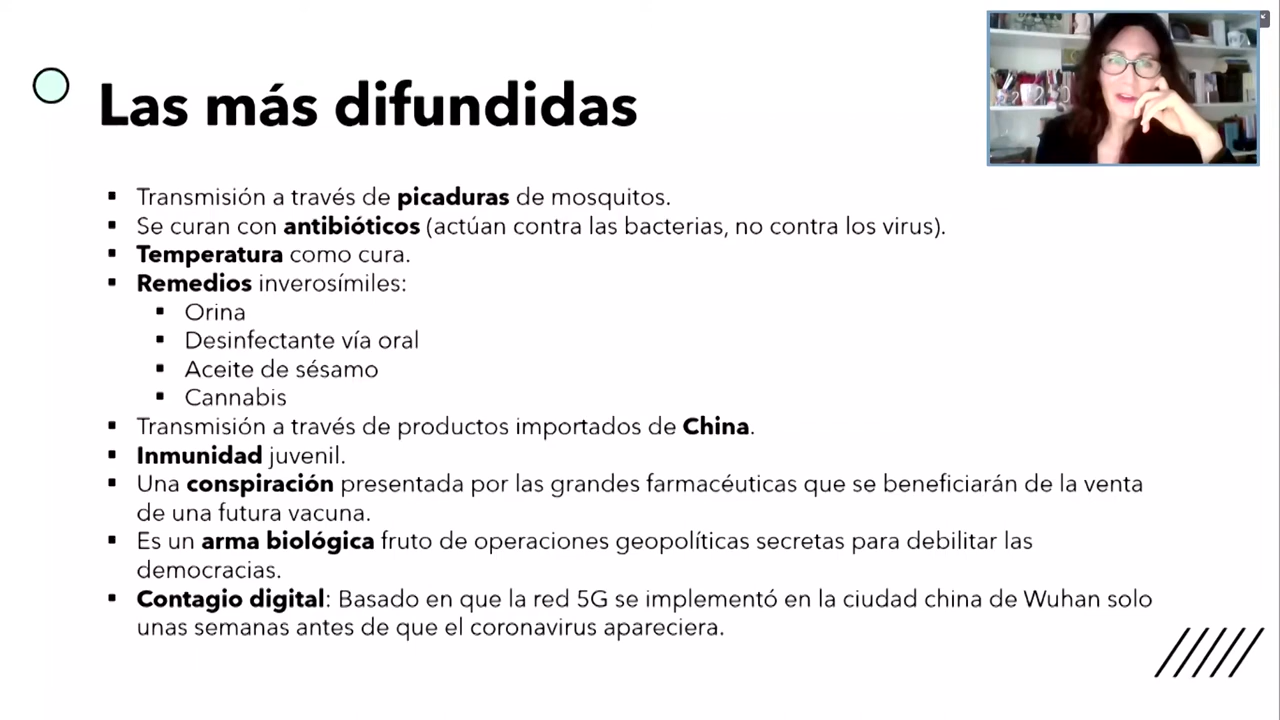 Las más difundidas
▪ Transmisión a través de picaduras de mosquitos.
▪ Se curan con antibióticos (actúan contra las bacterias, no contra los virus).
▪ Temperatura como cura.
▪ Remedios inverosímiles:
▪ Orina
▪ Desinfectante vía oral
▪ Aceite de sésamo
▪ Cannabis
▪ Transmisión a través de productos importados de China.
▪ Inmunidad juvenil.
▪ Una conspiración presentada por las grandes farmacéuticas que se beneficiarán de la venta
de una futura vacuna.
▪ Es un arma biológica fruto de operaciones geopolíticas secretas para debilitar las
democracias.
▪ Contagio digital: Basado en que la red 5G se implementó en la ciudad china de Wuhan solo
unas semanas antes de que el coronavirus apareciera.